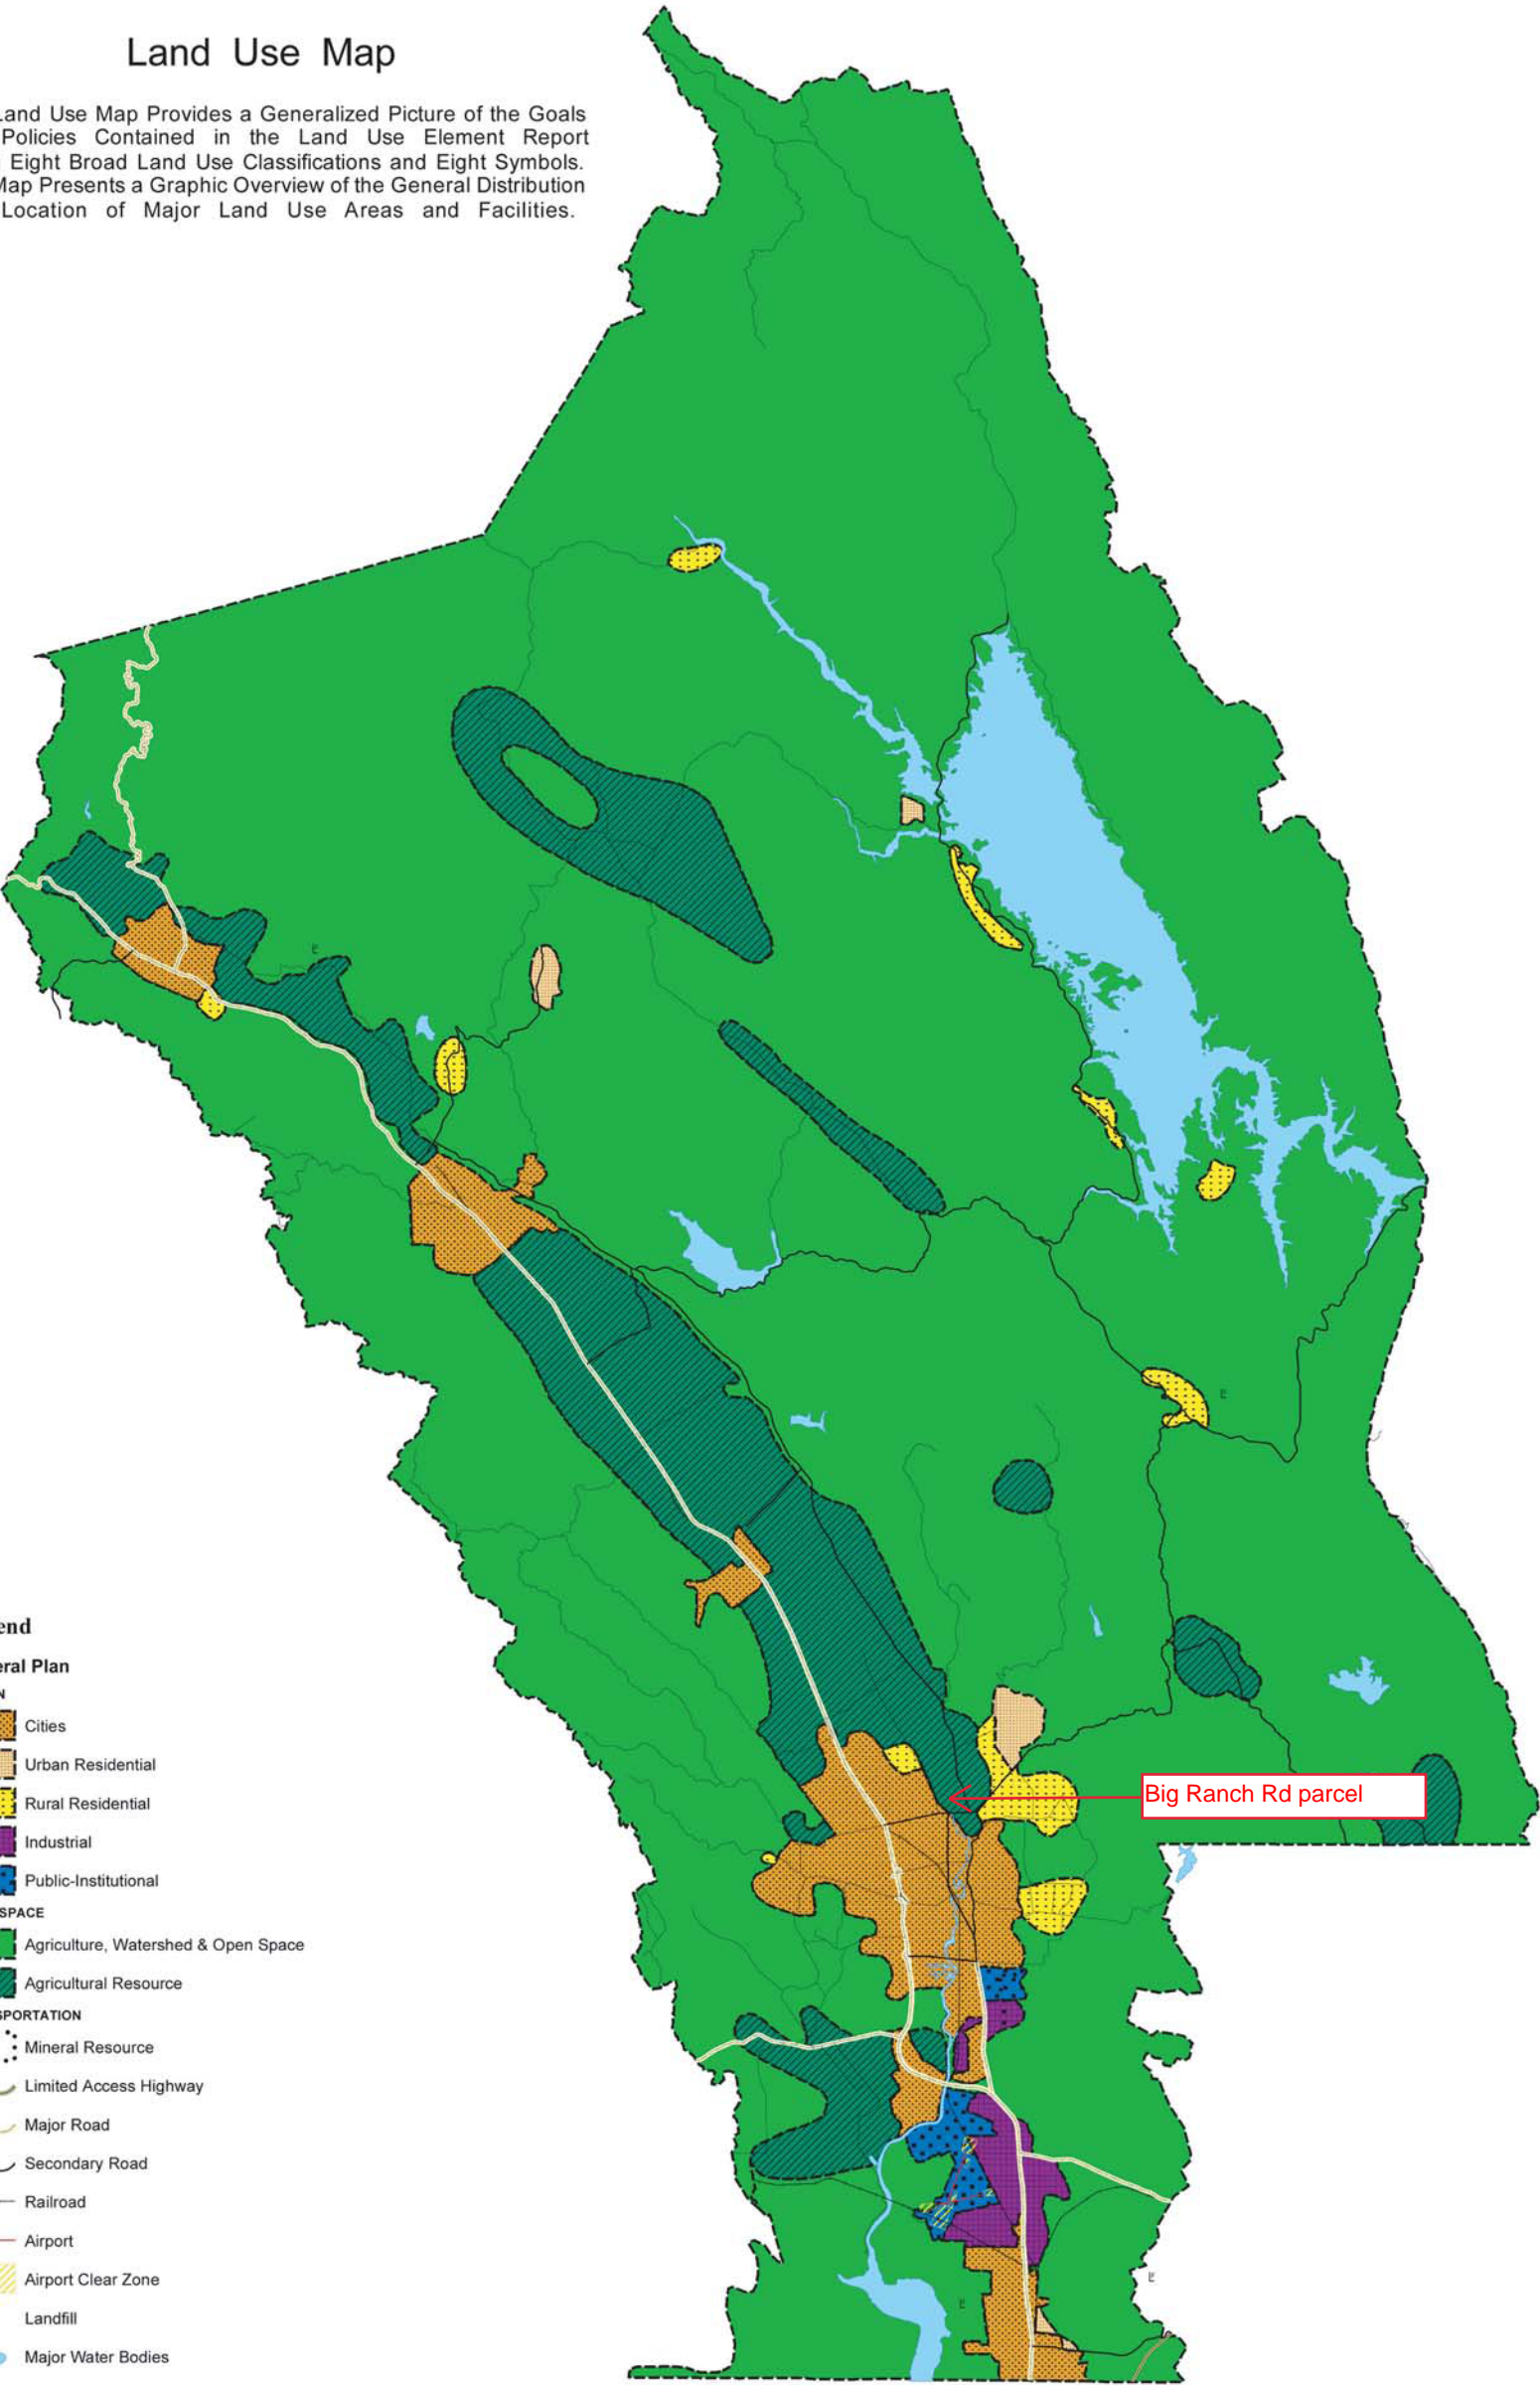 Land Use Map
Land Use Map Provides a Generalized Picture of the Goals
Policies Contained in the Land Use Element Report
Eight Broad Land Use Classifications and Eight Symbols.
Map Presents a Graphic Overview of the General Distribution
Location of Major Land Use Areas and Facilities.
Big Ranch Rd parcel
end
eral Plan
N
Cities
Urban Residential
Rural Residential
Industrial
Public-Institutional
SPACE
Agriculture, Watershed & Open Space
Agricultural Resource
SPORTATION
Mineral Resource
Limited Access Highway
Major Road
Secondary Road
Railroad
Airport
Airport Clear Zone
Landfill
Major Water Bodies